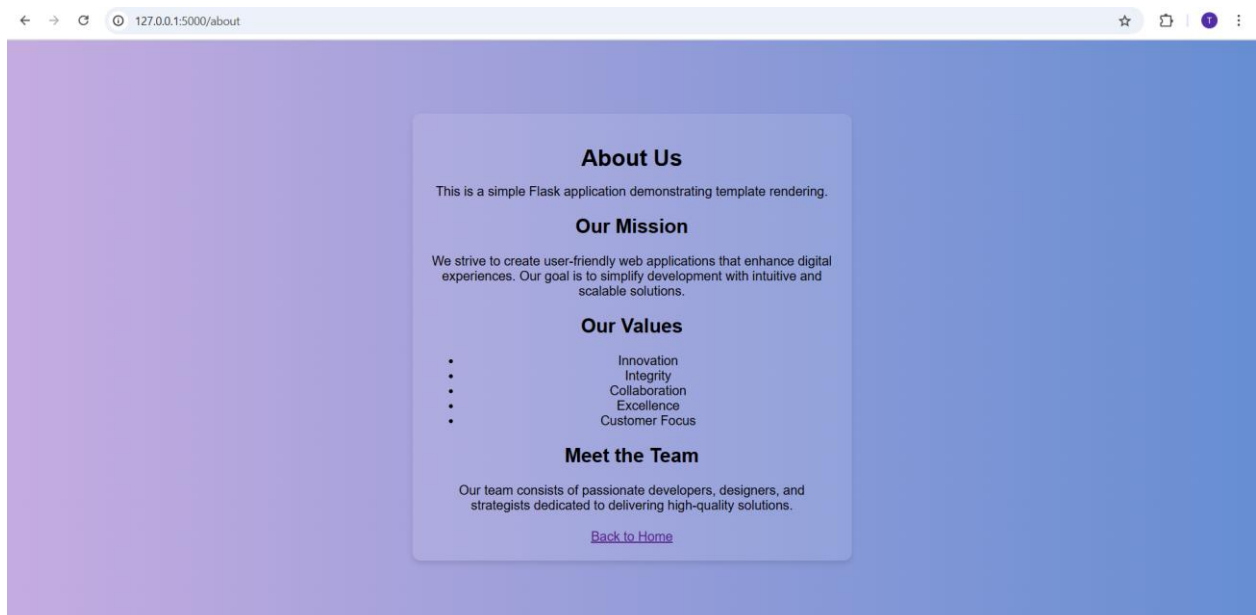 127.0.0.1:5000/about
T
About Us
This is a simple Flask application demonstrating template rendering.
Our Mission
We strive to create user-friendly web applications that enhance digital
experiences. Our goal is to simplify development with intuitive and
scalable solutions.
Our Values
• Innovation
• Integrity
• Collaboration
• Excellence
• Customer Focus
Meet the Team
Our team consists of passionate developers, designers, and
strategists dedicated to delivering high-quality solutions.
Back to Home